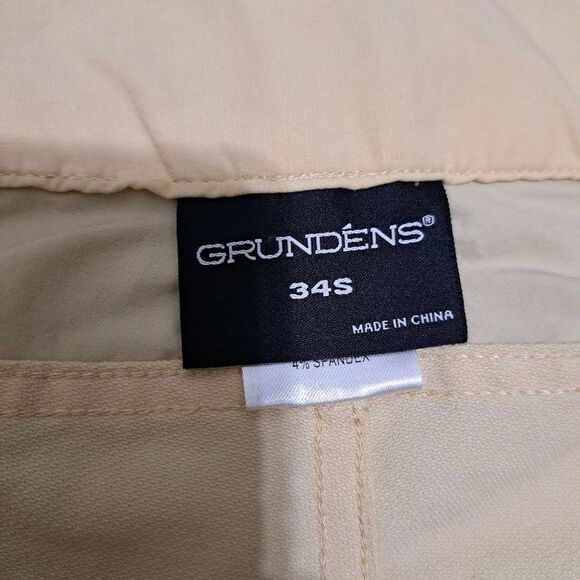 GRUNDÉNS®
34S
MADE IN CHINA
4% SPANDEX